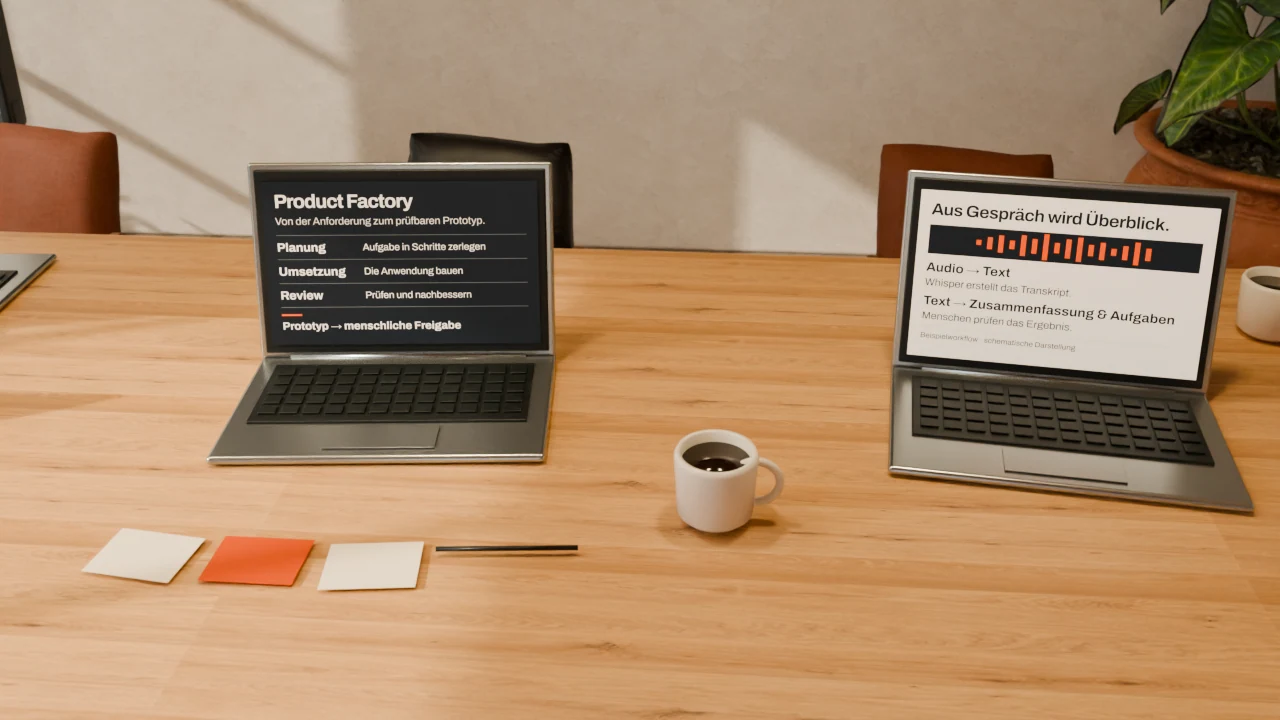 Product Factory
Von der Anforderung zum prüfbaren Prototyp.
Planung Aufgabe in Schritte zerlegen
Umsetzung Die Anwendung bauen
Review Prüfen und nachbessern
Prototyp → menschliche Freigabe
Aus Gespräch wird Überblick.
Audio → Text
Whisper erstellt das Transkript.
Text → Zusammenfassung & Aufgaben
Menschen prüfen das Ergebnis.
Beispielworkflow · schematische Darstellung